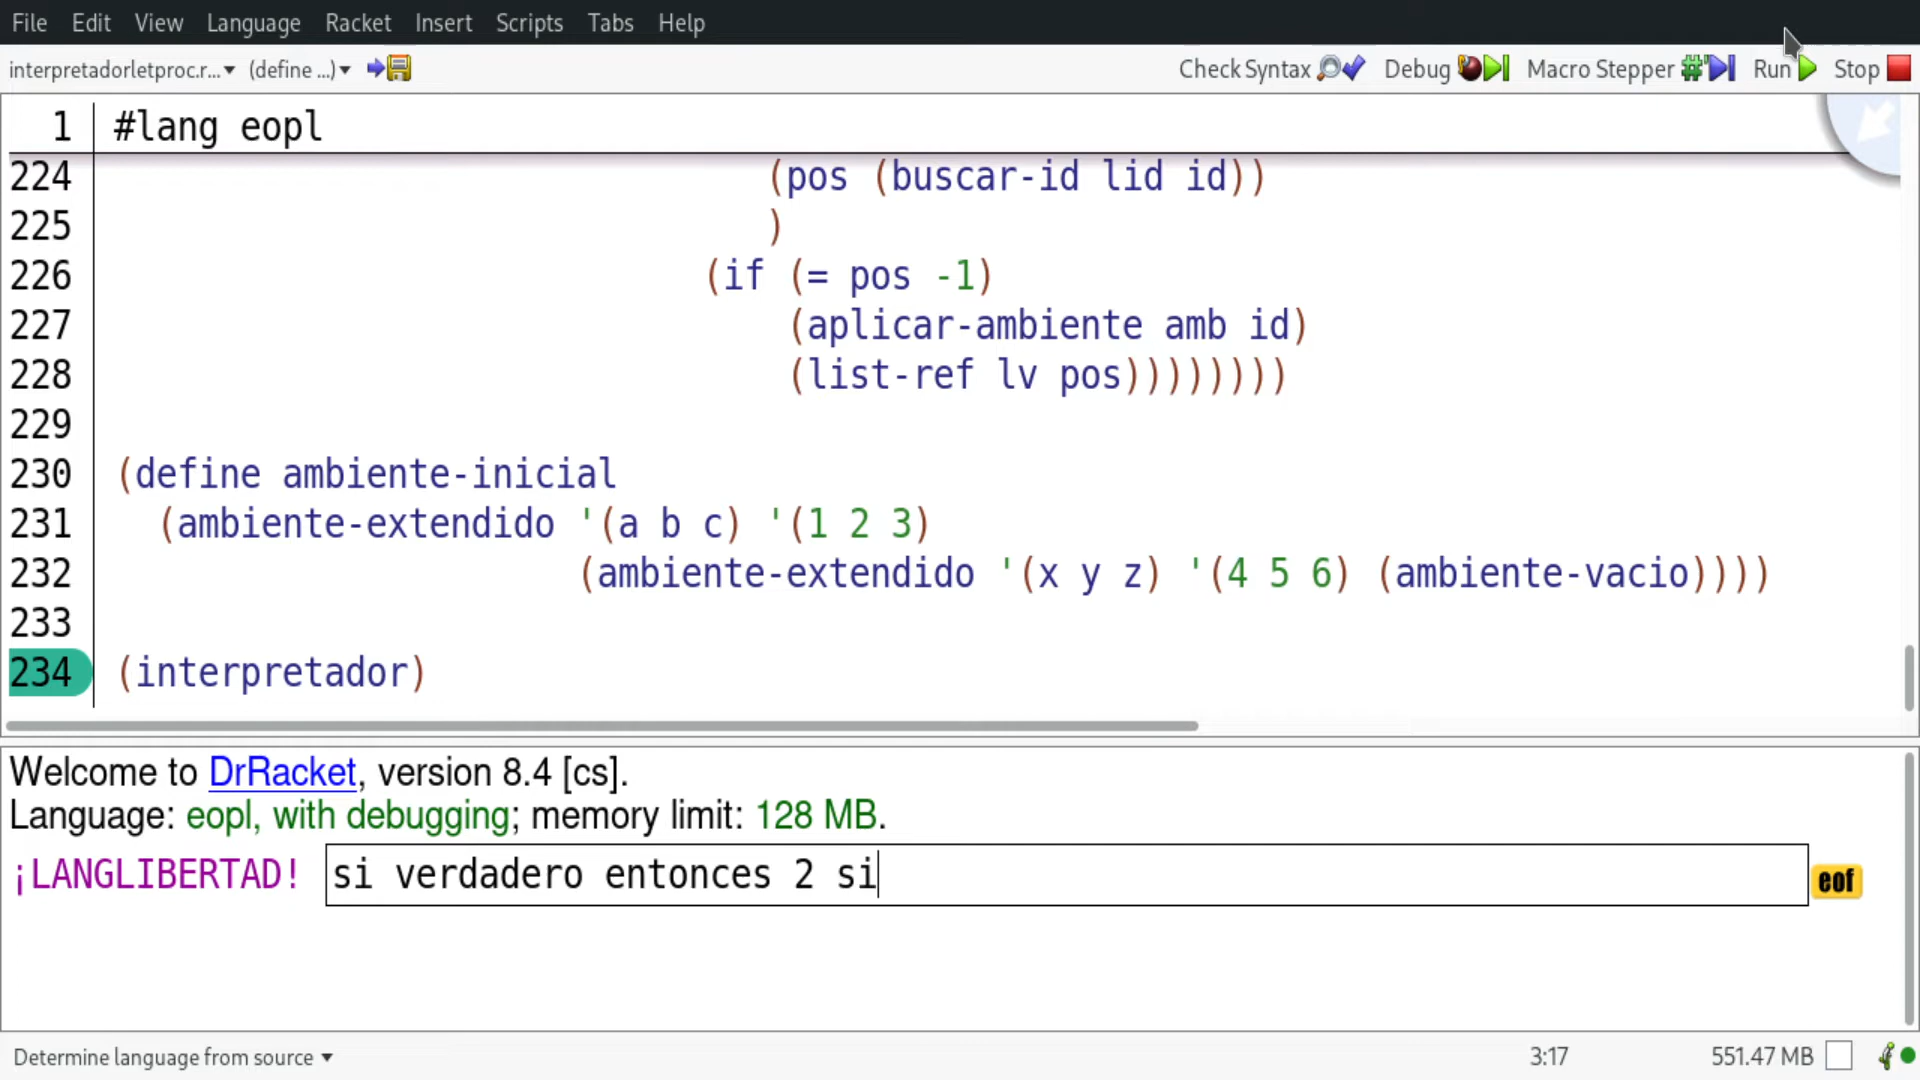 File Edit View Language Racket Insert Scripts Tabs Help
interpretadorletproc.r...▾ (define ...)▾ Check Syntax Debug Macro Stepper #' Run Stop
1 #lang eopl
224 (pos (buscar-id lid id))
225 )
226 (if (= pos -1)
227 (aplicar-ambiente amb id)
228 (list-ref lv pos))))))))
229
230 (define ambiente-inicial
231 (ambiente-extendido '(a b c) '(1 2 3)
232 (ambiente-extendido '(x y z) '(4 5 6) (ambiente-vacio))))
233
234 (interpretador)
Welcome to DrRacket, version 8.4 [cs].
Language: eopl, with debugging; memory limit: 128 MB.
¡LANGLIBERTAD! si verdadero entonces 2 si eof
Determine language from source ▾ 3:17 551.47 MB